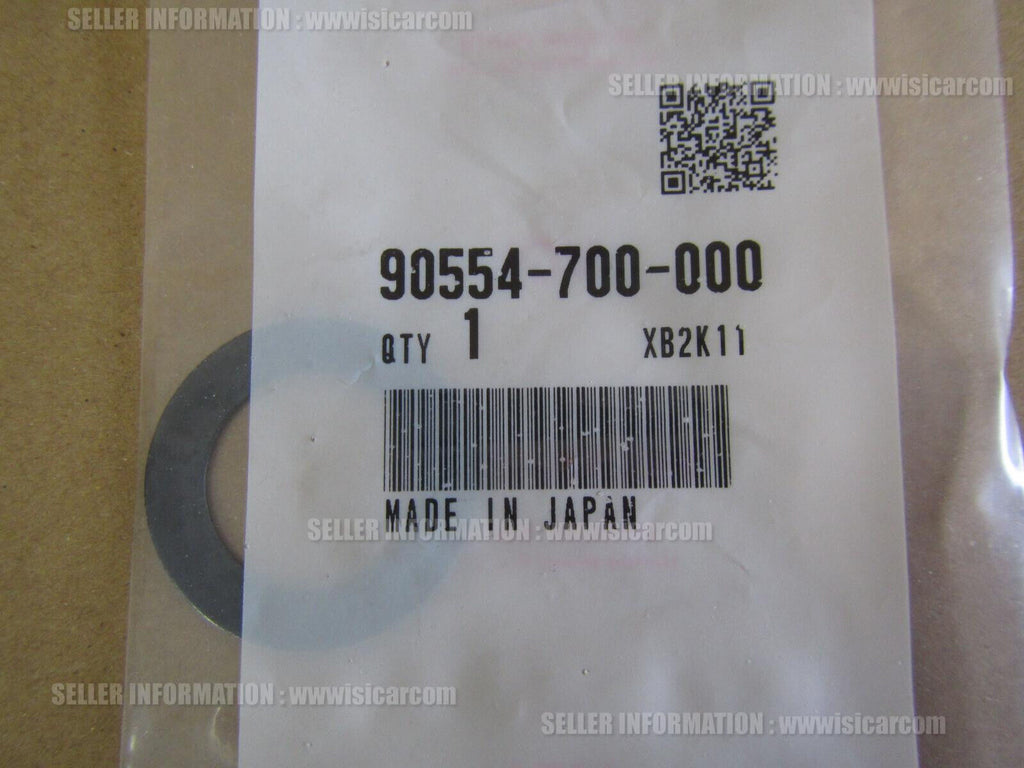 SELLER INFORMATION : wwwisicarcom
SELLER INFORMATION : wwwisicarcom
90554-700-000
QTY 1 XB2K11
MADE IN JAPAN
SELLER INFORMATION : wwwisicarcom
SELLER INFORMATION : wwwisicarcom
SELLER INFORMATION : wwwisicarcom